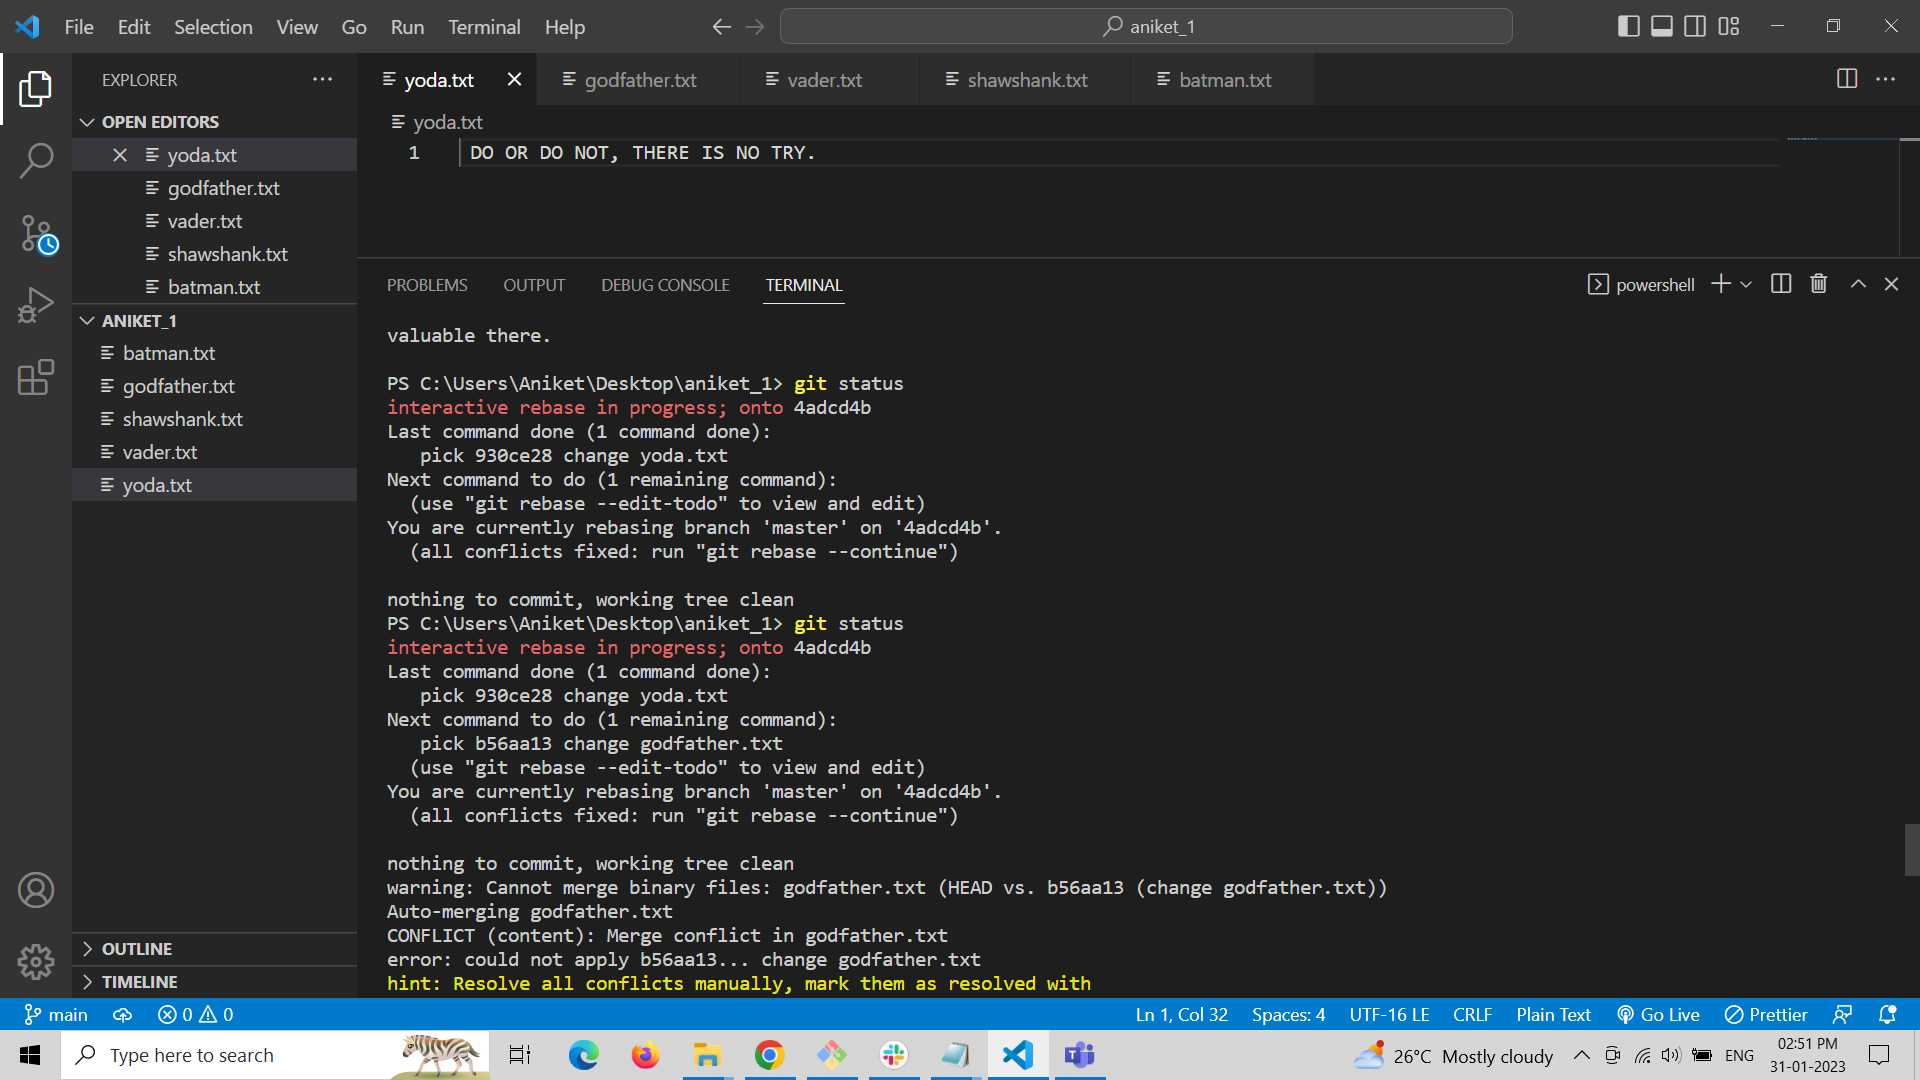 File Edit Selection View Go Run Terminal Help
aniket_1
EXPLORER
OPEN EDITORS
yoda.txt
godfather.txt
vader.txt
shawshank.txt
batman.txt
ANIKET_1
batman.txt
godfather.txt
shawshank.txt
vader.txt
yoda.txt
OUTLINE
TIMELINE
yoda.txt godfather.txt vader.txt shawshank.txt batman.txt
yoda.txt
1 DO OR DO NOT, THERE IS NO TRY.
PROBLEMS OUTPUT DEBUG CONSOLE TERMINAL powershell
valuable there.
PS C:\Users\Aniket\Desktop\aniket_1> git status
interactive rebase in progress; onto 4adcd4b
Last command done (1 command done):
   pick 930ce28 change yoda.txt
Next command to do (1 remaining command):
  (use "git rebase --edit-todo" to view and edit)
You are currently rebasing branch 'master' on '4adcd4b'.
  (all conflicts fixed: run "git rebase --continue")
nothing to commit, working tree clean
PS C:\Users\Aniket\Desktop\aniket_1> git status
interactive rebase in progress; onto 4adcd4b
Last command done (1 command done):
   pick 930ce28 change yoda.txt
Next command to do (1 remaining command):
   pick b56aa13 change godfather.txt
  (use "git rebase --edit-todo" to view and edit)
You are currently rebasing branch 'master' on '4adcd4b'.
  (all conflicts fixed: run "git rebase --continue")
nothing to commit, working tree clean
warning: Cannot merge binary files: godfather.txt (HEAD vs. b56aa13 (change godfather.txt))
Auto-merging godfather.txt
CONFLICT (content): Merge conflict in godfather.txt
error: could not apply b56aa13... change godfather.txt
hint: Resolve all conflicts manually, mark them as resolved with
main 0 0 Ln 1, Col 32 Spaces: 4 UTF-16 LE CRLF Plain Text Go Live Prettier
Type here to search 26°C Mostly cloudy ENG 02:51 PM
31-01-2023